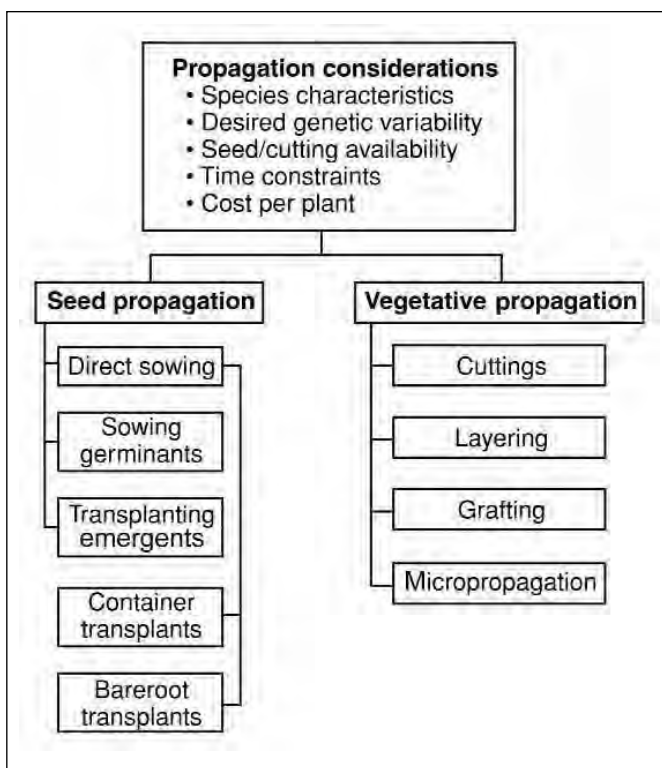 Propagation considerations
• Species characteristics
• Desired genetic variability
• Seed/cutting availability
• Time constraints
• Cost per plant
Seed propagation
Direct sowing
Sowing
germinants
Transplanting
emergents
Container
transplants
Bareroot
transplants
Vegetative propagation
Cuttings
Layering
Grafting
Micropropagation